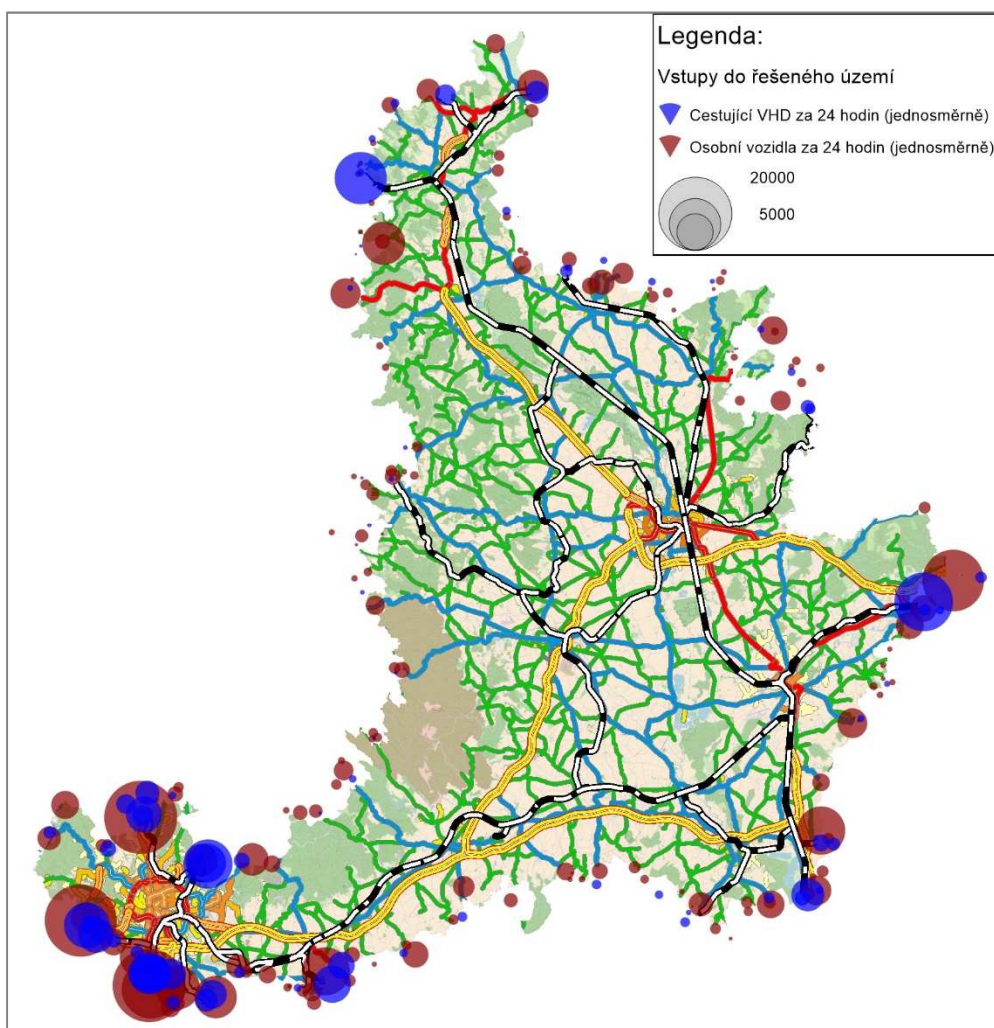 Legenda:
Vstupy do řešeného území
Cestující VHD za 24 hodin (jednosměrně)
Osobní vozidla za 24 hodin (jednosměrně)
20000
5000